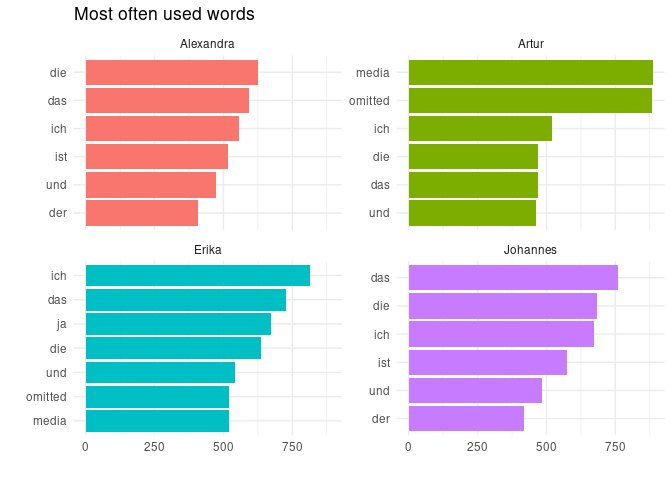 Most often used words
Alexandra
die
das
ich
ist
und
der
Artur
media
omitted
ich
die
das
und
Erika
ich
das
ja
die
und
omitted
media
0 250 500 750
Johannes
das
die
ich
ist
und
der
0 250 500 750